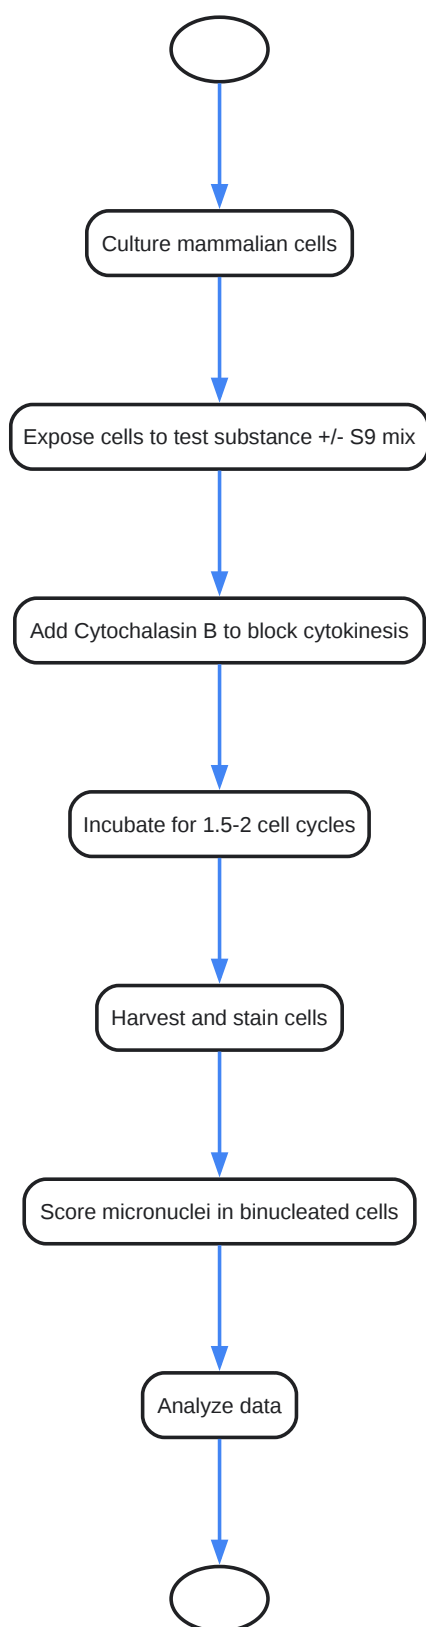 Culture mammalian cells
Expose cells to test substance +/- S9 mix
Add Cytochalasin B to block cytokinesis
Incubate for 1.5-2 cell cycles
Harvest and stain cells
Score micronuclei in binucleated cells
Analyze data